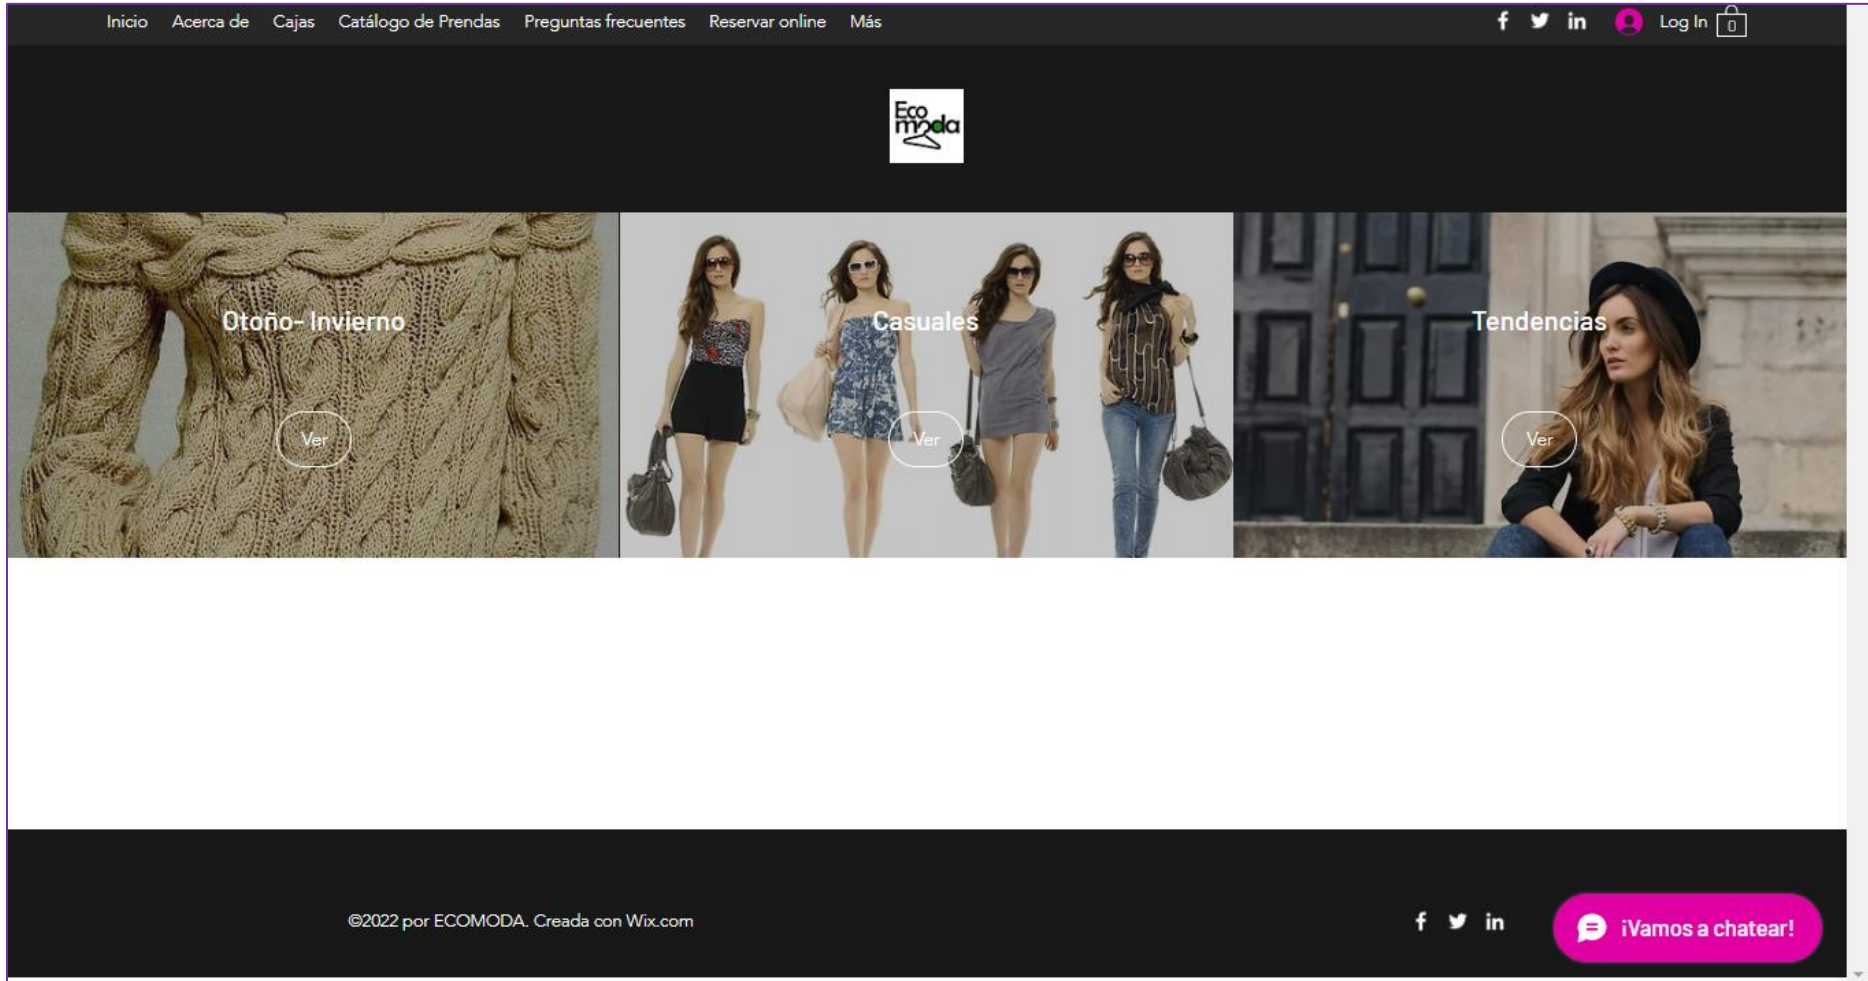 Inicio Acerca de Cajas Catálogo de Prendas Preguntas frecuentes Reservar online Más Log In 0
Eco
moda
Otoño- Invierno Casuales Tendencias
Ver Ver Ver
©2022 por ECOMODA. Creada con Wix.com
¡Vamos a chatear!